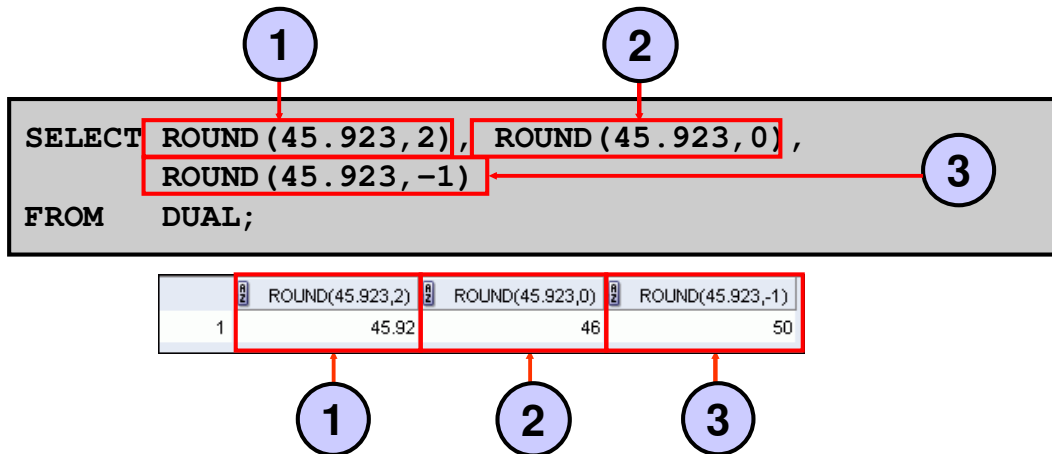 1 2
SELECT ROUND(45.923,2), ROUND(45.923,0),
ROUND(45.923,−1) 3
FROM DUAL;
ROUND(45.923,2) ROUND(45.923,0) ROUND(45.923,-1)
1 45.92 46 50
1 2 3